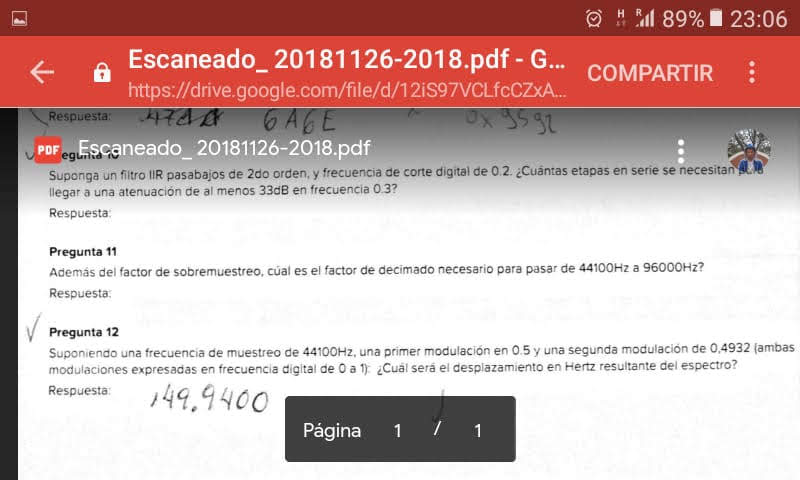 89% 23:06
Escaneado_ 20181126-2018.pdf - G...
https://drive.google.com/file/d/12iS97VCLfcCZxA...
COMPARTIR
Respuesta: 6A6E 0x9592
PDF Escaneado_ 20181126-2018.pdf
Suponga un filtro IIR pasabajos de 2do orden, y frecuencia de corte digital de 0.2. ¿Cuántas etapas en serie se necesitan para
llegar a una atenuación de al menos 33dB en frecuencia 0.3?
Respuesta:
Pregunta 11
Además del factor de sobremuestreo, cúal es el factor de decimado necesario para pasar de 44100Hz a 96000Hz?
Respuesta:
Pregunta 12
Suponiendo una frecuencia de muestreo de 44100Hz, una primer modulación en 0.5 y una segunda modulación de 0,4932 (ambas
modulaciones expresadas en frecuencia digital de 0 a 1): ¿Cuál será el desplazamiento en Hertz resultante del espectro?
Respuesta: 149.9400
Página 1 / 1